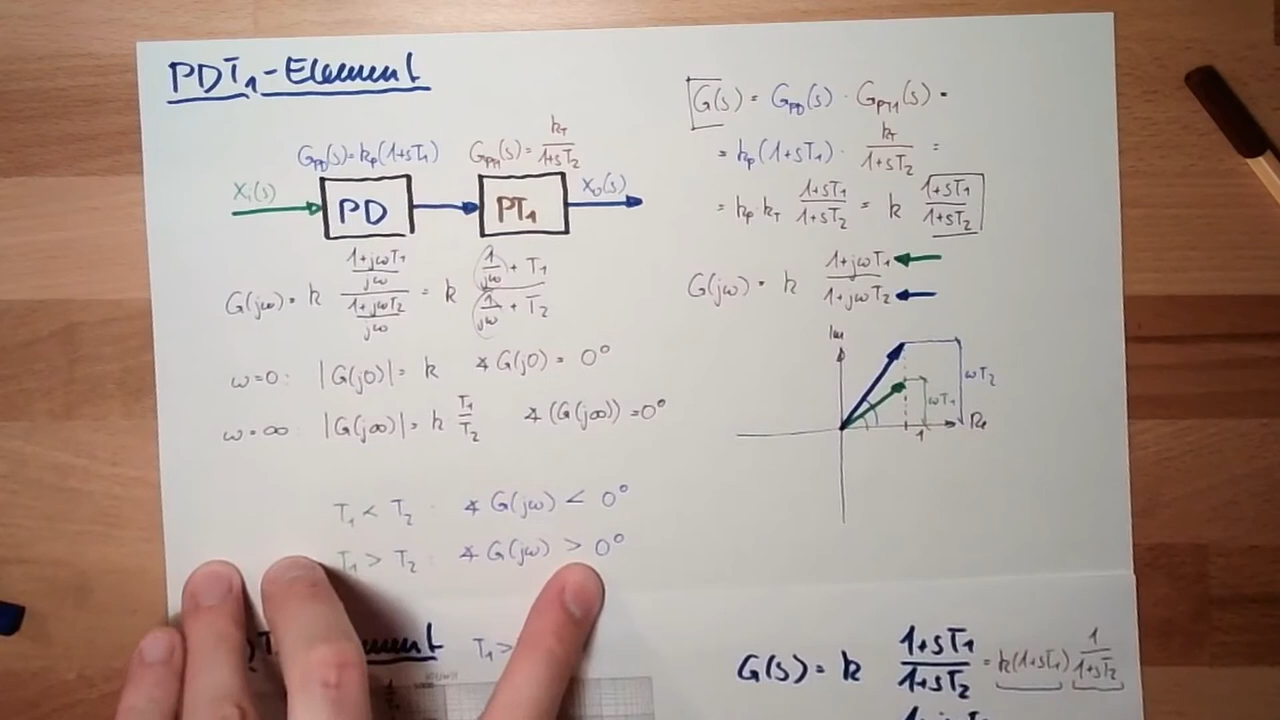 PDT₁-Element
G_PD(s)=k_P(1+sT₁) G_PT1(s)=k_T/(1+sT₂)
X_i(s) PD PT₁ X_o(s)
G(jω) = k ((1+jωT₁)/jω)/((1+jωT₂)/jω) = k (1/jω + T₁)/(1/jω + T₂)
ω=0: |G(j0)| = k ∡G(j0) = 0°
ω=∞ |G(j∞)| = k T₁/T₂ ∡(G(j∞)) =0°
T₁ < T₂ : ∡ G(jω) < 0°
T₁ > T₂ : ∡ G(jω) > 0°
G(s) = G_PD(s) · G_PT1(s) =
= k_P(1+sT₁) · k_T/(1+sT₂) =
= k_P k_T (1+sT₁)/(1+sT₂) = k (1+sT₁)/(1+sT₂)
G(jω) = k (1+jωT₁)/(1+jωT₂)
Im
ωT₂
ωT₁
1 Re
T₁>
G(s) = k (1+sT₁)/(1+sT₂) = k(1+sT₁) 1/(1+sT₂)